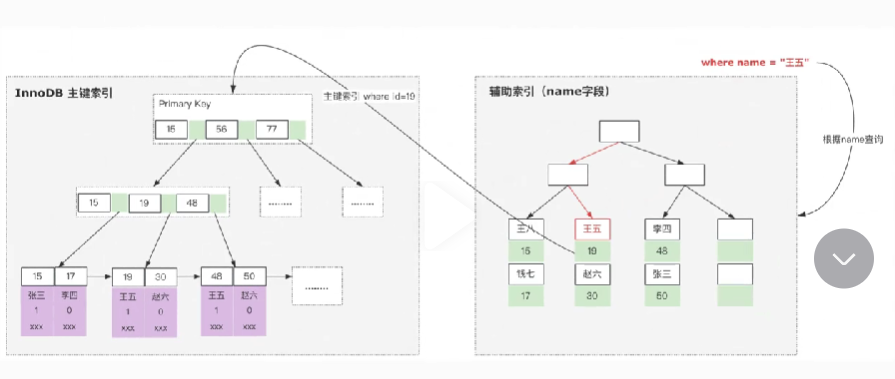 where name = "王五"
InnoDB 主键索引
主键索引 where id=19
辅助索引（name字段）
Primary Key
15 56 77
根据name查询
15 19 48
........
........
王八 王五 李四
15 19 48
钱七 赵六 张三
17 30 50
15 17 19 30 48 50
张三 李四 王五 赵六 王五 赵六
1 0 1 0 1 0
xxx xxx xxx xxx xxx xxx
........